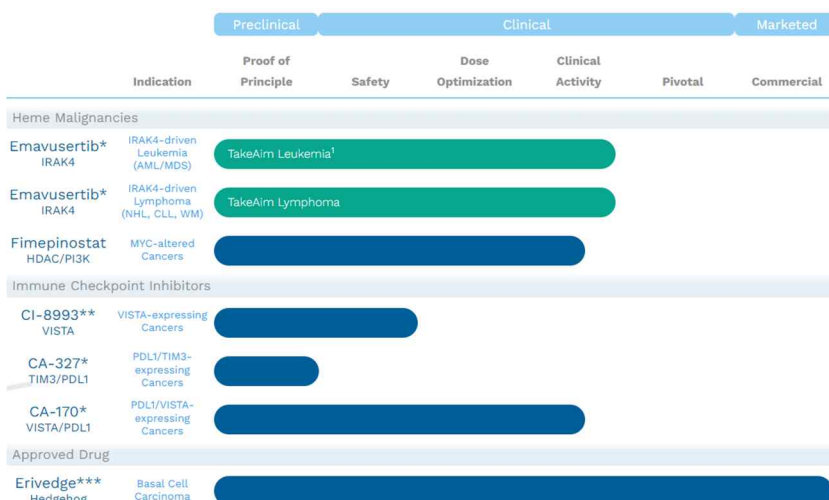 Preclinical Clinical Marketed
Proof of Principle Safety Dose Optimization Clinical Activity Pivotal Commercial
Indication
Heme Malignancies
Emavusertib*
IRAK4
IRAK4-driven
Leukemia
(AML/MDS)
TakeAim Leukemia¹
Emavusertib*
IRAK4
IRAK4-driven
Lymphoma
(NHL, CLL, WM)
TakeAim Lymphoma
Fimepinostat
HDAC/PI3K
MYC-altered
Cancers
Immune Checkpoint Inhibitors
CI-8993**
VISTA
VISTA-expressing
Cancers
CA-327*
TIM3/PDL1
PDL1/TIM3-
expressing
Cancers
CA-170*
VISTA/PDL1
PDL1/VISTA-
expressing
Cancers
Approved Drug
Erivedge***
Hedgehog
Basal Cell
Carcinoma